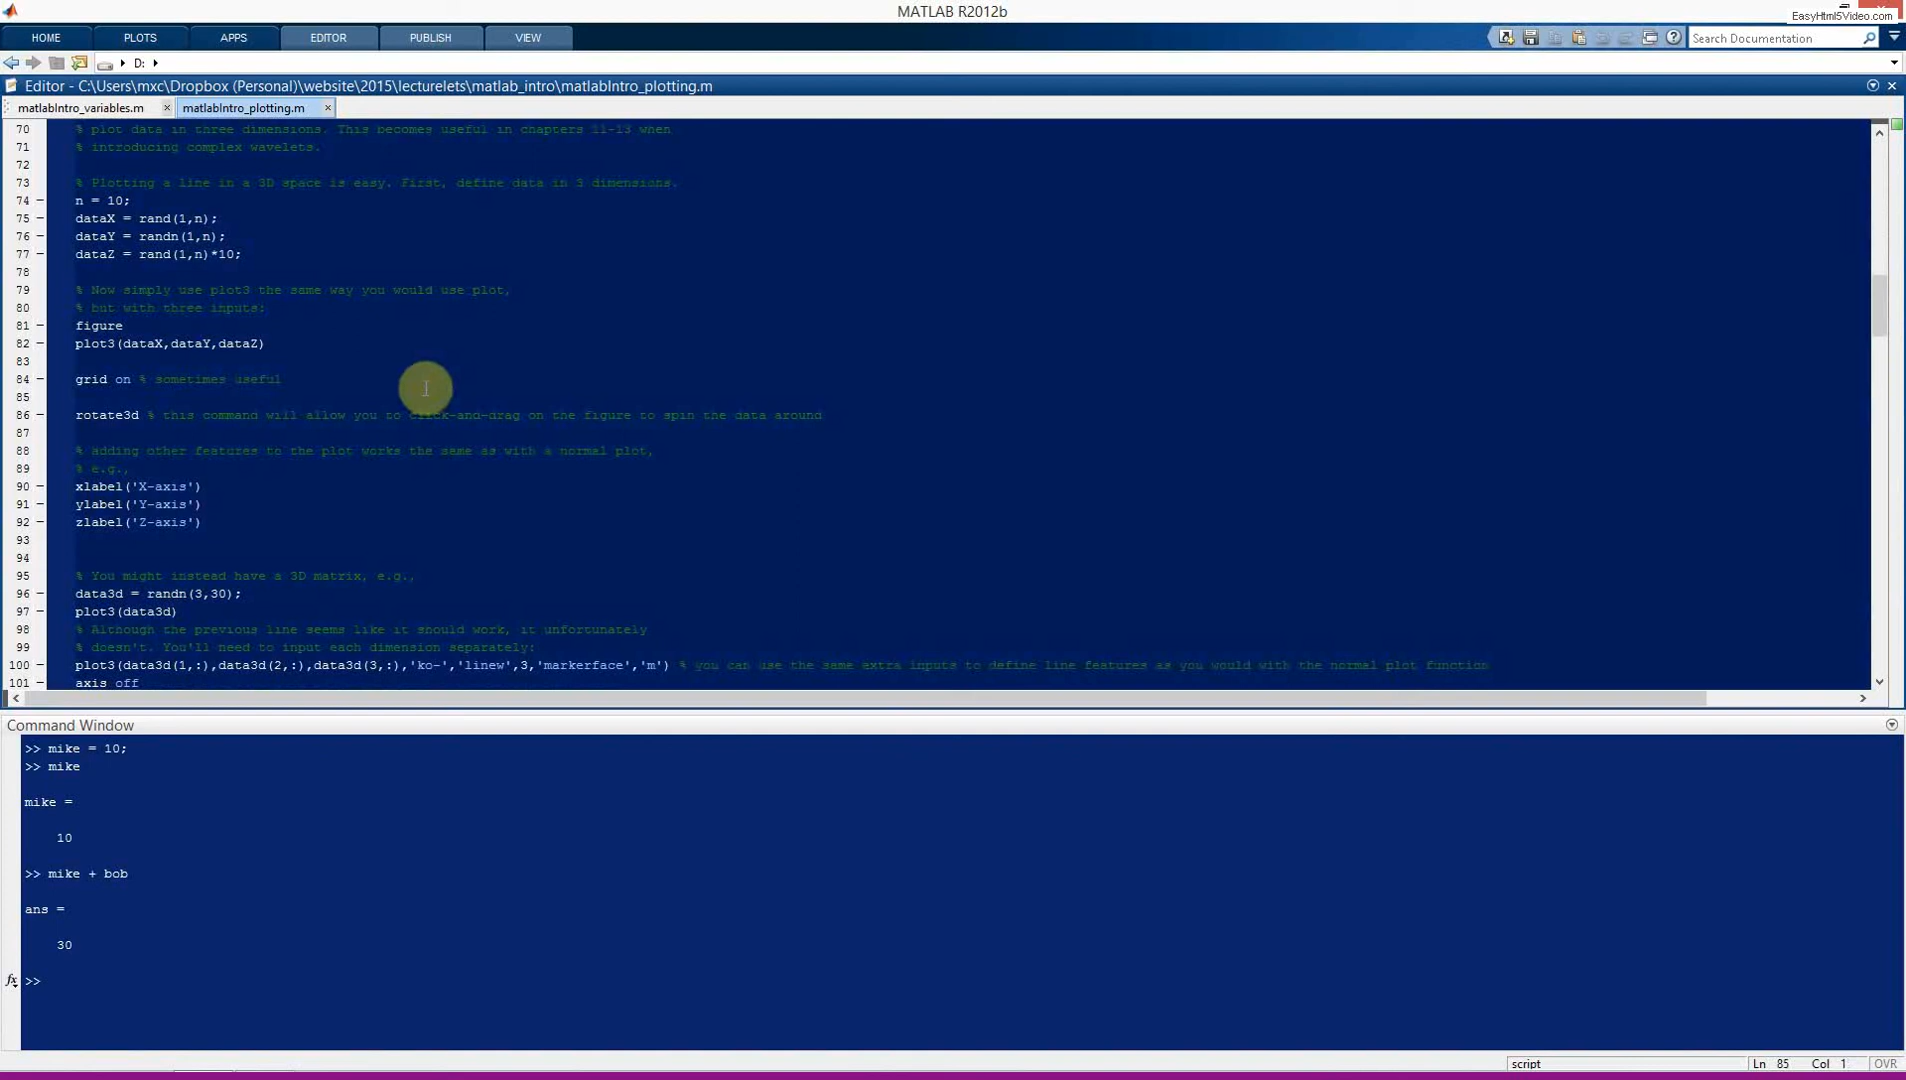 MATLAB R2012b
EasyHtml5Video.com
HOME PLOTS APPS EDITOR PUBLISH VIEW
Search Documentation
D:
Editor - C:\Users\mxc\Dropbox (Personal)\website\2015\lecturelets\matlab_intro\matlabIntro_plotting.m
matlabIntro_variables.m × matlabIntro_plotting.m ×
70 % plot data in three dimensions. This becomes useful in chapters 11-13 when
71 % introducing complex wavelets.
72
73 % Plotting a line in a 3D space is easy. First, define data in 3 dimensions.
74 – n = 10;
75 – dataX = rand(1,n);
76 – dataY = randn(1,n);
77 – dataZ = rand(1,n)*10;
78
79 % Now simply use plot3 the same way you would use plot,
80 % but with three inputs:
81 – figure
82 – plot3(dataX,dataY,dataZ)
83
84 – grid on % sometimes useful
85
86 – rotate3d % this command will allow you to click-and-drag on the figure to spin the data around
87
88 % adding other features to the plot works the same as with a normal plot,
89 % e.g.,
90 – xlabel('X-axis')
91 – ylabel('Y-axis')
92 – zlabel('Z-axis')
93
94
95 % You might instead have a 3D matrix, e.g.,
96 – data3d = randn(3,30);
97 – plot3(data3d)
98 % Although the previous line seems like it should work, it unfortunately
99 % doesn't. You'll need to input each dimension separately:
100 – plot3(data3d(1,:),data3d(2,:),data3d(3,:),'ko-','linew',3,'markerface','m') % you can use the same extra inputs to define line features as you would with the normal plot function
101 – axis off
Command Window
>> mike = 10;
>> mike
mike =
10
>> mike + bob
ans =
30
fx >>
script Ln 85 Col 1 OVR